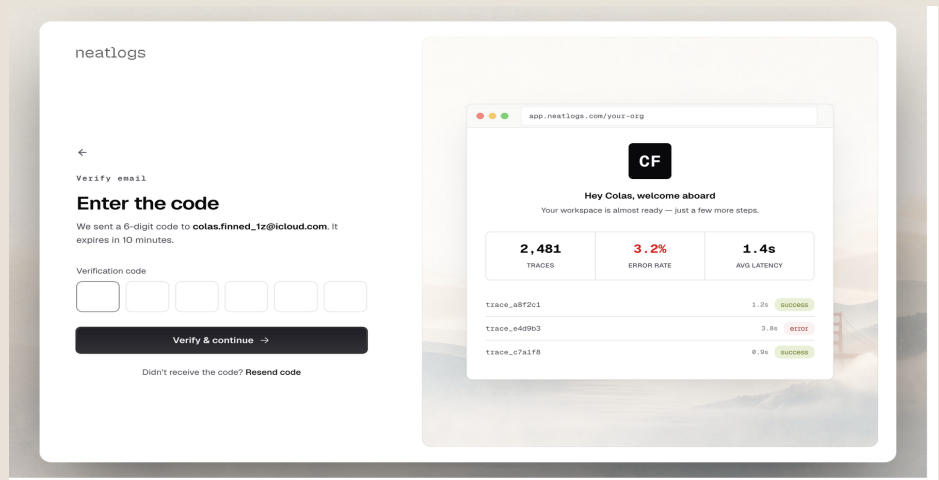 neatlogs
←
Verify email
Enter the code
We sent a 6-digit code to colas.finned_1z@icloud.com. It
expires in 10 minutes.
Verification code
Verify & continue →
Didn't receive the code? Resend code
app.neatlogs.com/your-org
CF
Hey Colas, welcome aboard
Your workspace is almost ready — just a few more steps.
2,481 3.2% 1.4s
TRACES ERROR RATE AVG LATENCY
trace_a8f2c1 1.2s success
trace_e4d9b3 3.8s error
trace_c7a1f8 0.9s success